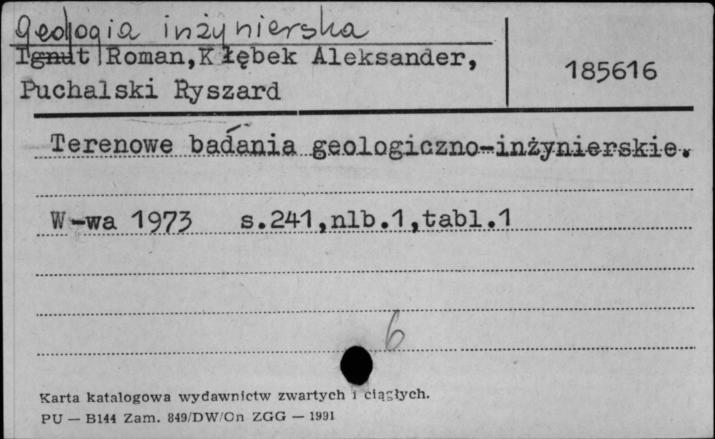 Geologia inżynierska
Ignut Roman, Kłębek Aleksander,
185616
Puchalski Ryszard
Terenowe badania geologiczno-inżynierskie.
W-wa 1973 s.241,nlb.1,tabl.1
6
Karta katalogowa wydawnictw zwartych i ciągłych.
PU — B144 Zam. 849/DW/On ZGG — 1991